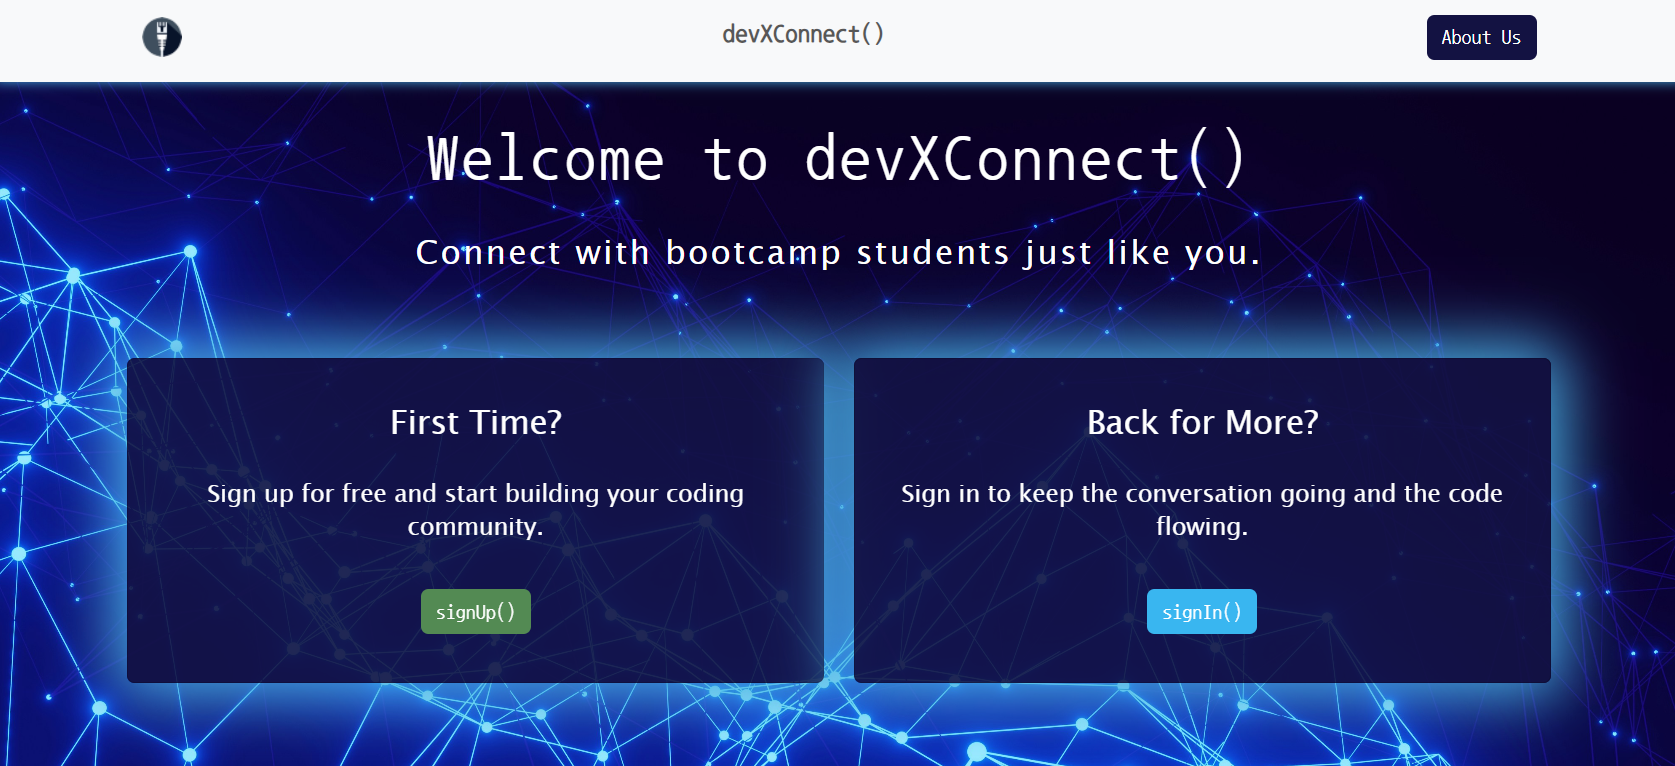 devXConnect()
About Us
Welcome to devXConnect()
Connect with bootcamp students just like you.
First Time?
Sign up for free and start building your coding
community.
signUp()
Back for More?
Sign in to keep the conversation going and the code
flowing.
signIn()